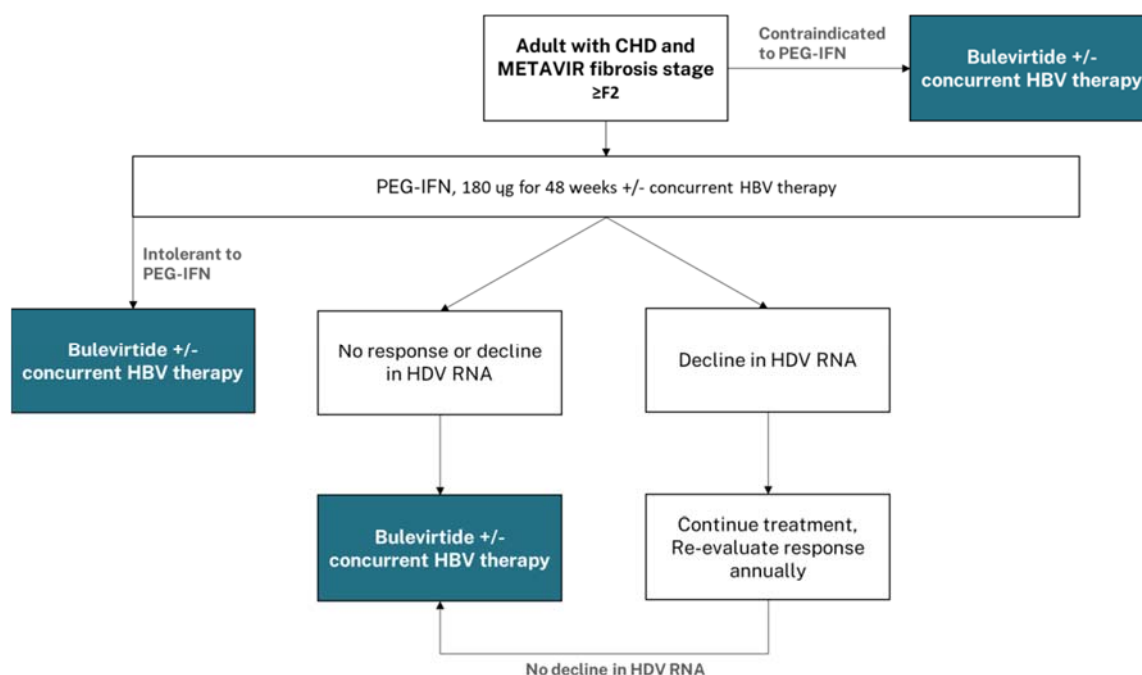 Adult with CHD and
METAVIR fibrosis stage
≥F2
Contraindicated
to PEG-IFN
Bulevirtide +/-
concurrent HBV therapy
PEG-IFN, 180 ųg for 48 weeks +/- concurrent HBV therapy
Intolerant to
PEG-IFN
Bulevirtide +/-
concurrent HBV therapy
No response or decline
in HDV RNA
Decline in HDV RNA
Bulevirtide +/-
concurrent HBV therapy
Continue treatment,
Re-evaluate response
annually
No decline in HDV RNA